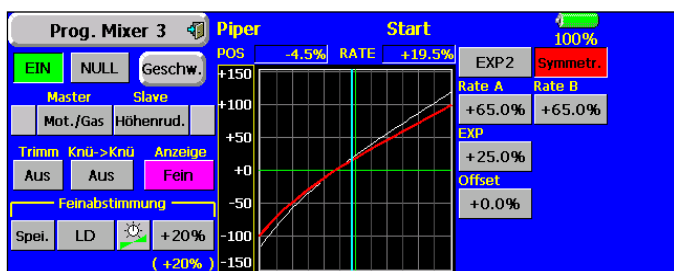 Prog. Mixer 3 Piper Start 100%
POS -4.5% RATE +19.5%
EIN NULL Geschw. EXP2 Symmetr.
Master Slave
Mot./Gas Höhenrud.
Trimm Knü->Knü Anzeige
Aus Aus Fein
Feinabstimmung
Spei. LD +20%
( +20% )
+150
+100
+50
+0
-50
-100
-150
Rate A Rate B
+65.0% +65.0%
EXP
+25.0%
Offset
+0.0%